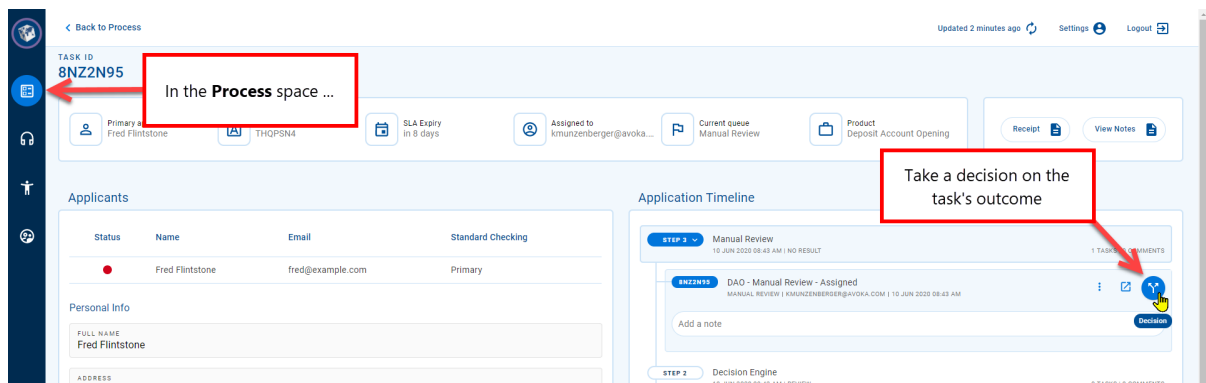 Back to Process
Updated 2 minutes ago
Settings
Logout
TASK ID
8NZ2N95
In the Process space ...
Primary a
Fred Flintstone
THQPSN4
SLA Expiry
in 8 days
Assigned to
kmunzenberger@avoka....
Current queue
Manual Review
Product
Deposit Account Opening
Receipt
View Notes
Take a decision on the
task's outcome
Applicants
Status Name Email Standard Checking
Fred Flintstone fred@example.com Primary
Personal Info
FULL NAME
Fred Flintstone
ADDRESS
Application Timeline
STEP 3 Manual Review
10 JUN 2020 08:43 AM | NO RESULT
1 TASKS COMMENTS
8NZ2N95 DAO - Manual Review - Assigned
MANUAL REVIEW | KMUNZENBERGER@AVOKA.COM | 10 JUN 2020 08:43 AM
Add a note
Decision
STEP 2 Decision Engine